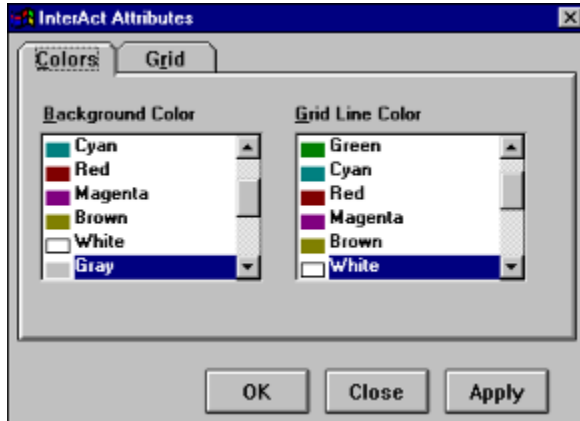 InterAct Attributes
Colors Grid
Background Color Grid Line Color
Cyan Green
Red Cyan
Magenta Red
Brown Magenta
White Brown
Gray White
OK Close Apply